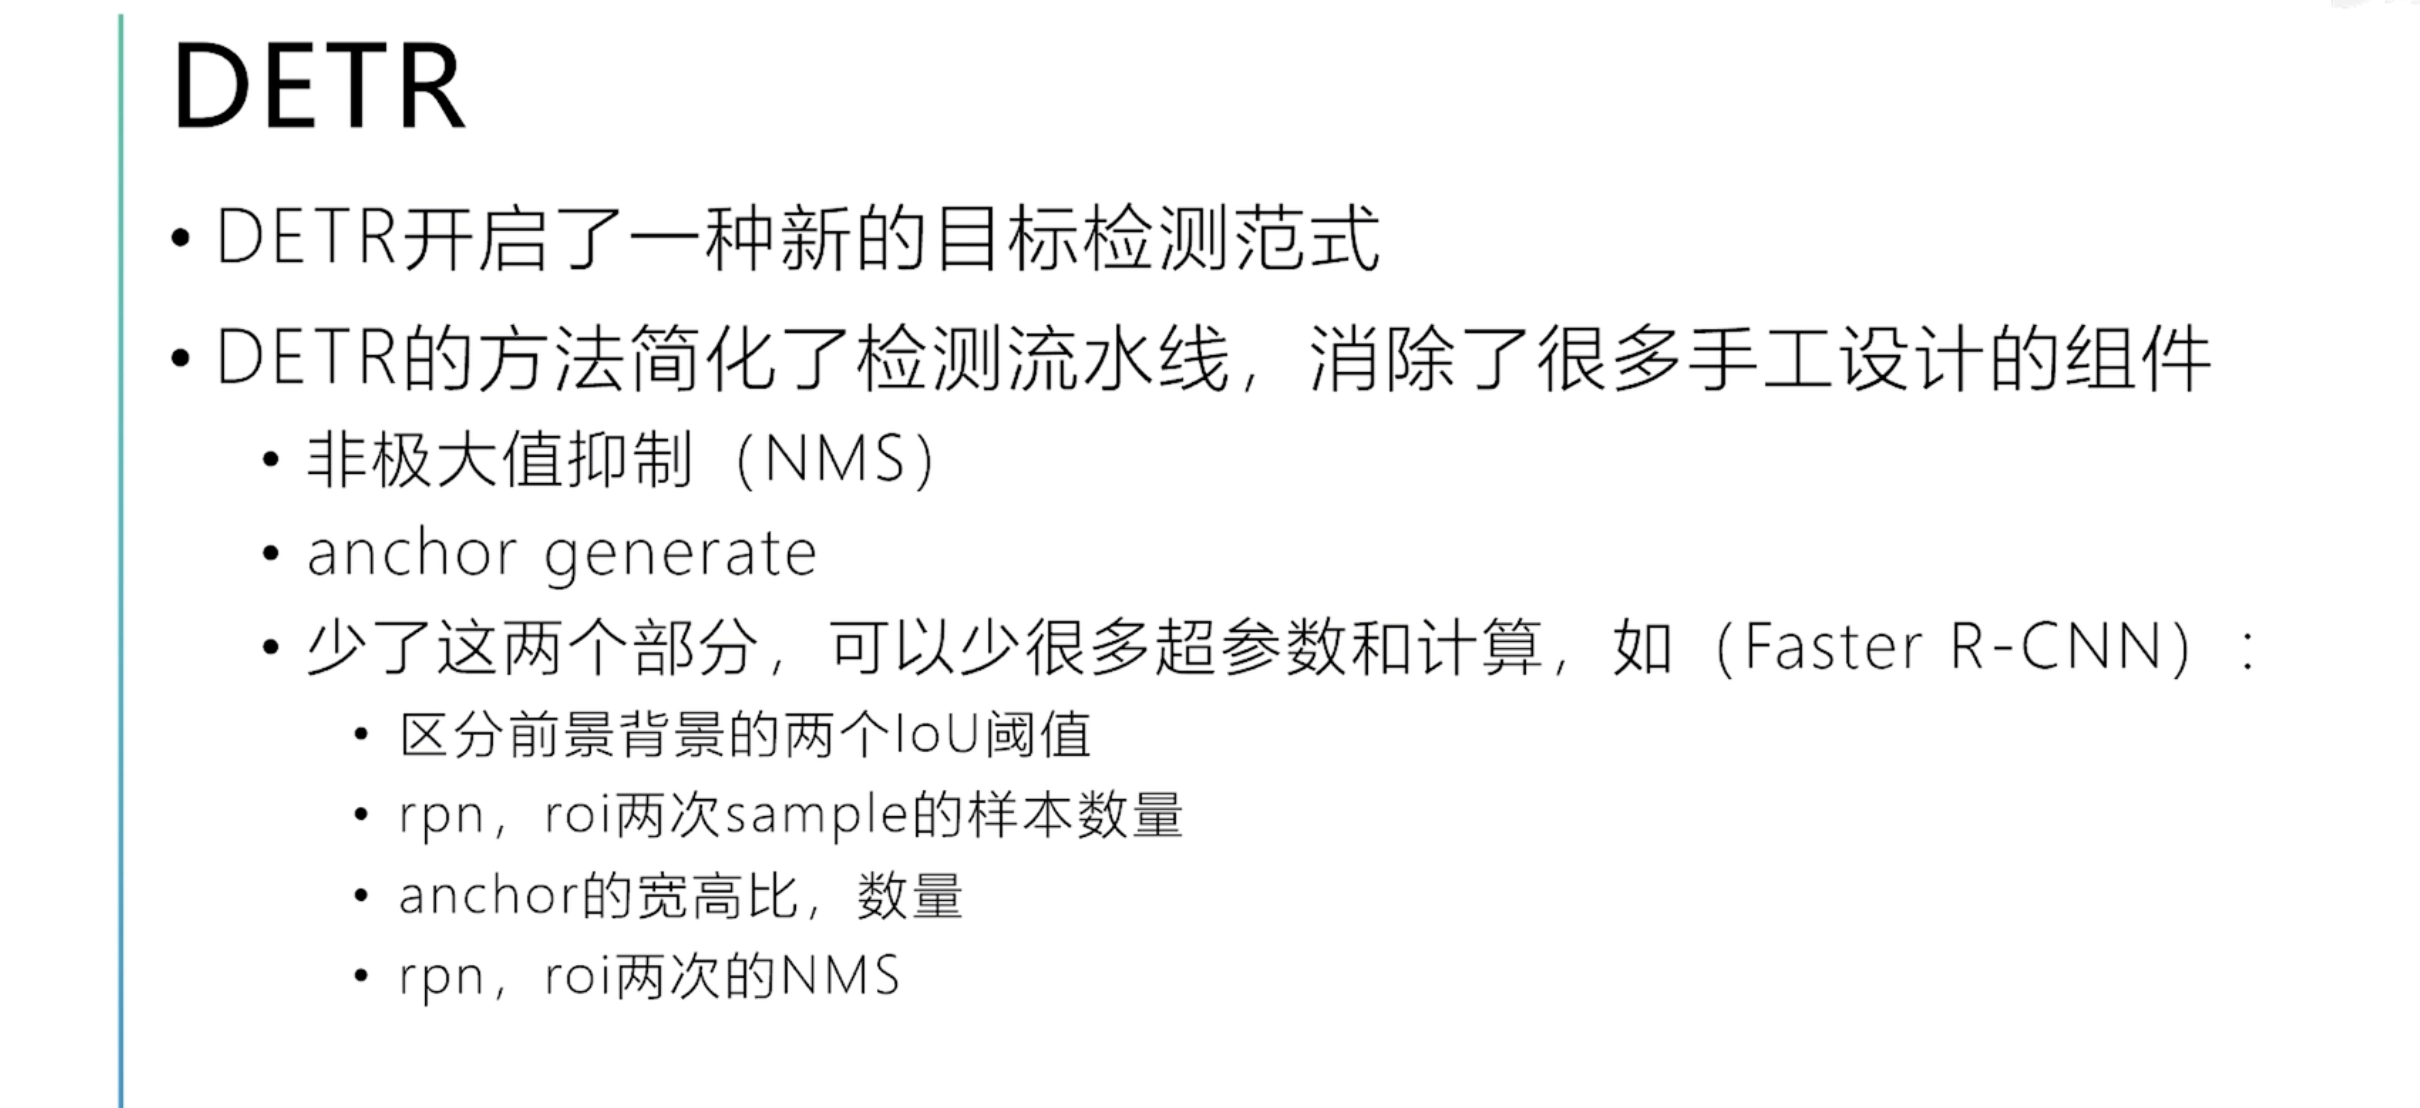 DETR
• DETR开启了一种新的目标检测范式
• DETR的方法简化了检测流水线，消除了很多手工设计的组件
• 非极大值抑制（NMS）
• anchor generate
• 少了这两个部分，可以少很多超参数和计算，如（Faster R-CNN）：
• 区分前景背景的两个IoU阈值
• rpn，roi两次sample的样本数量
• anchor的宽高比，数量
• rpn，roi两次的NMS